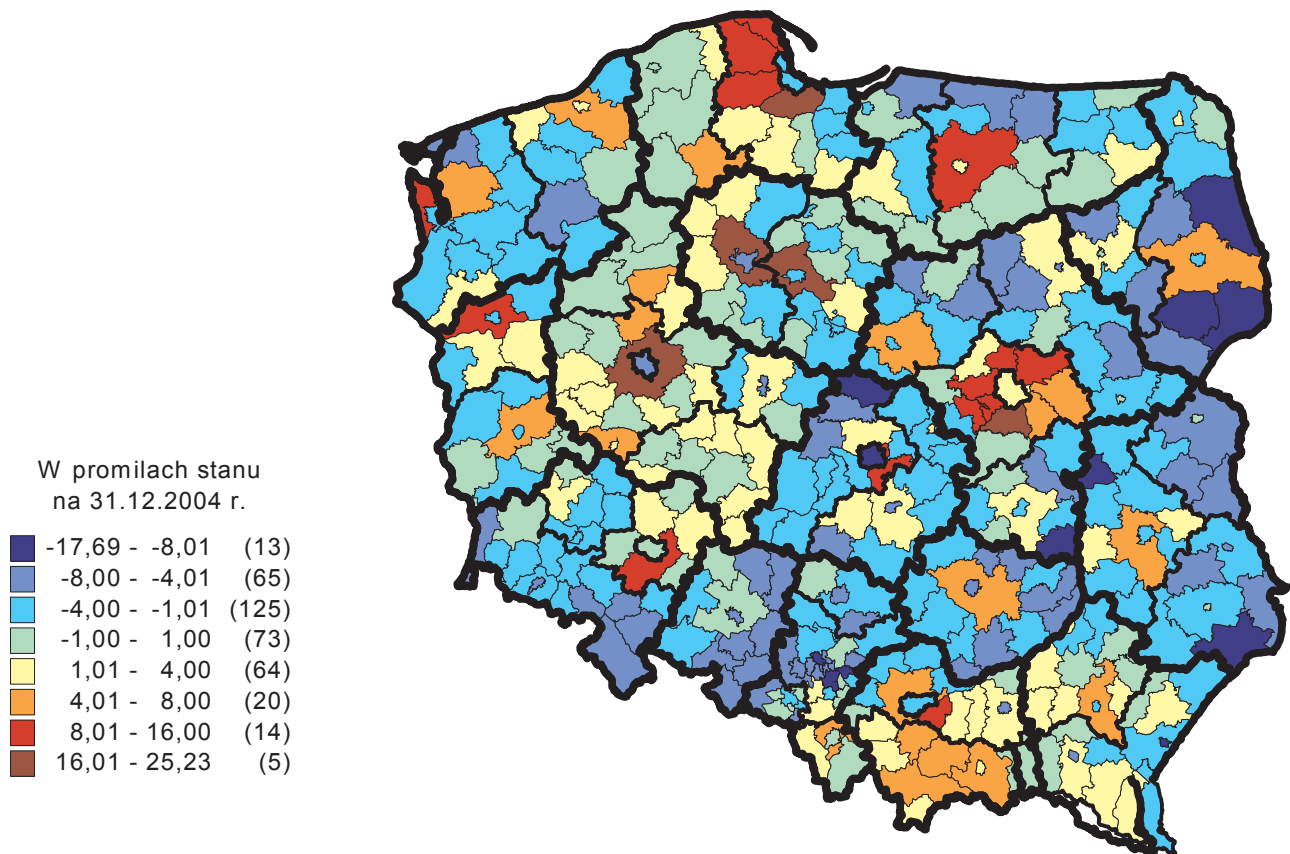 W promilach stanu
na 31.12.2004 r.
-17,69 - -8,01 (13)
-8,00 - -4,01 (65)
-4,00 - -1,01 (125)
-1,00 - 1,00 (73)
1,01 - 4,00 (64)
4,01 - 8,00 (20)
8,01 - 16,00 (14)
16,01 - 25,23 (5)